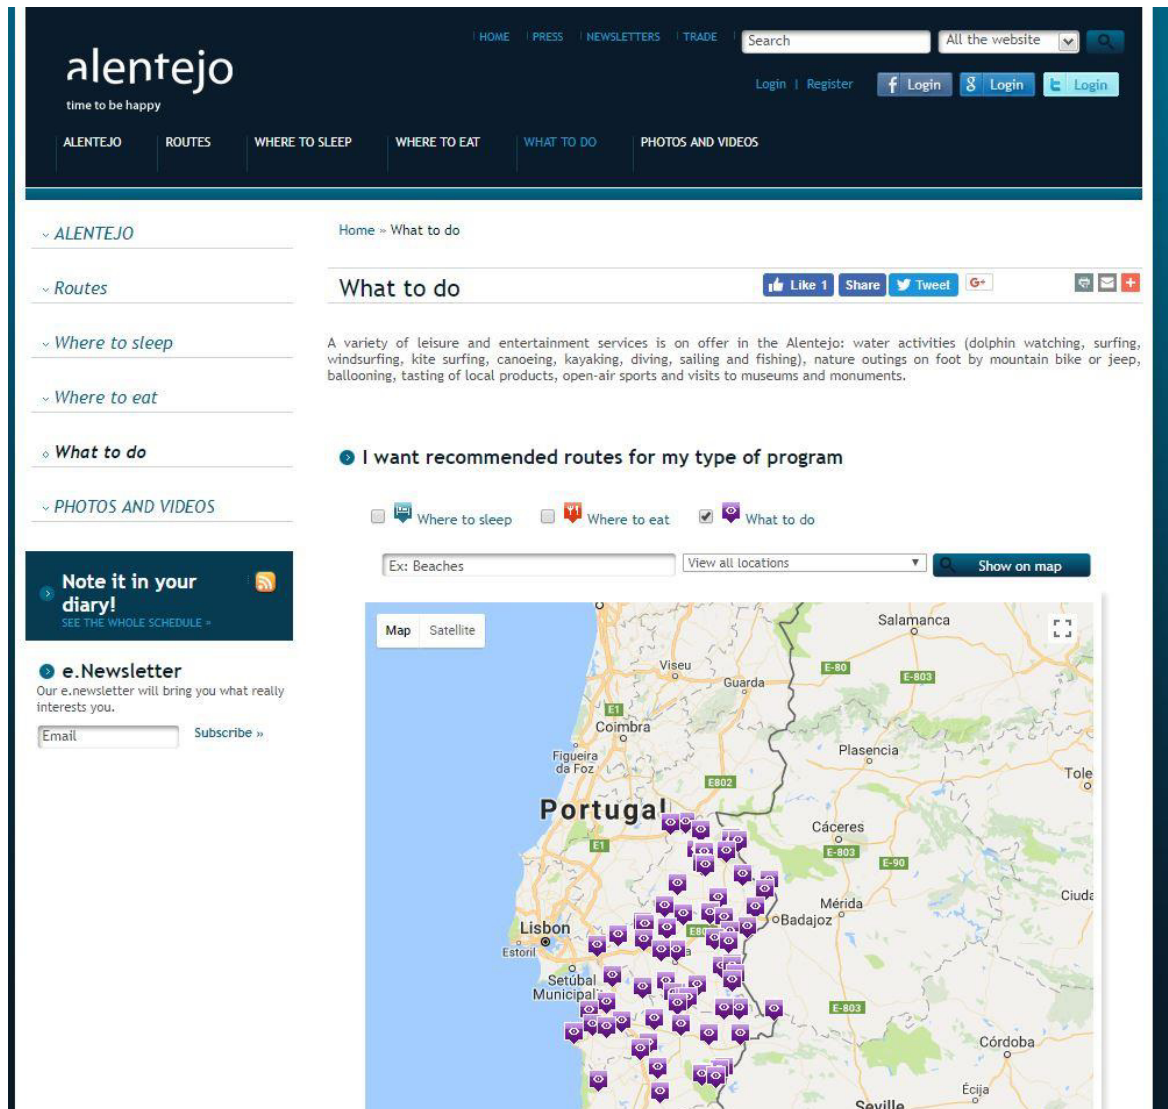 HOME PRESS NEWSLETTERS TRADE
Search
All the website
alentejo
time to be happy
Login | Register
f Login
8 Login
t Login
ALENTEJO ROUTES WHERE TO SLEEP WHERE TO EAT WHAT TO DO PHOTOS AND VIDEOS
ALENTEJO
Routes
Where to sleep
Where to eat
What to do
PHOTOS AND VIDEOS
Note it in your
diary!
SEE THE WHOLE SCHEDULE »
e.Newsletter
Our e.newsletter will bring you what really
interests you.
Email
Subscribe »
Home » What to do
What to do
Like 1 Share Tweet G+
A variety of leisure and entertainment services is on offer in the Alentejo: water activities (dolphin watching, surfing,
windsurfing, kite surfing, canoeing, kayaking, diving, sailing and fishing), nature outings on foot by mountain bike or jeep,
ballooning, tasting of local products, open-air sports and visits to museums and monuments.
I want recommended routes for my type of program
Where to sleep Where to eat What to do
Ex: Beaches
View all locations
Show on map
Map Satellite
Salamanca
Viseu
E-80
Guarda
E-803
E1
Coimbra
Plasencia
Figueira
da Foz
Tole
E802
Portugal
Cáceres
E1
E-803
E-90
Ciuda
Mérida
Badajoz
Lisbon
Estoril
Setúbal
Municipali
E-803
Córdoba
Écija
Seville